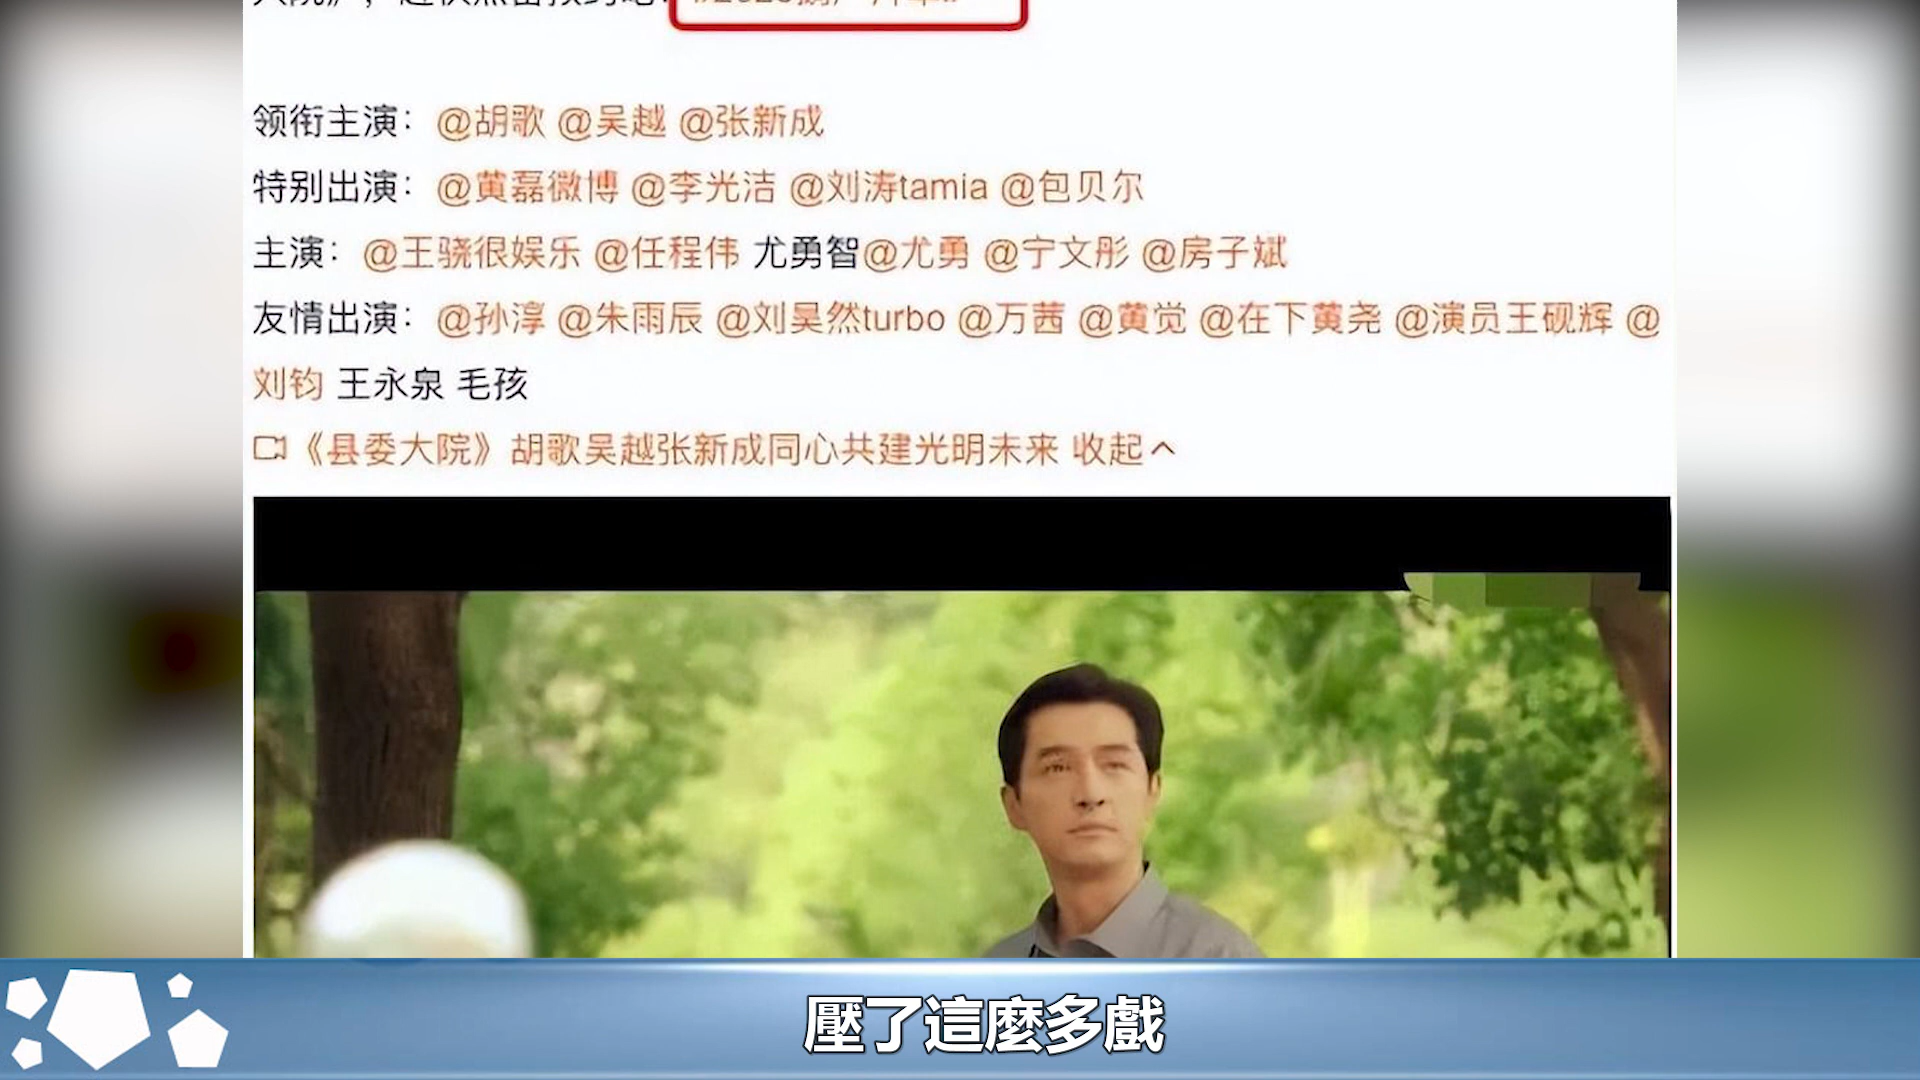 领衔主演：@胡歌 @吴越 @张新成
特别出演：@黄磊微博 @李光洁 @刘涛tamia @包贝尔
主演：@王骁很娱乐 @任程伟 尤勇智@尤勇 @宁文彤 @房子斌
友情出演：@孙淳 @朱雨辰 @刘昊然turbo @万茜 @黄觉 @在下黄尧 @演员王砚辉 @
刘钧 王永泉 毛孩
《县委大院》胡歌吴越张新成同心共建光明未来 收起
壓了這麼多戲